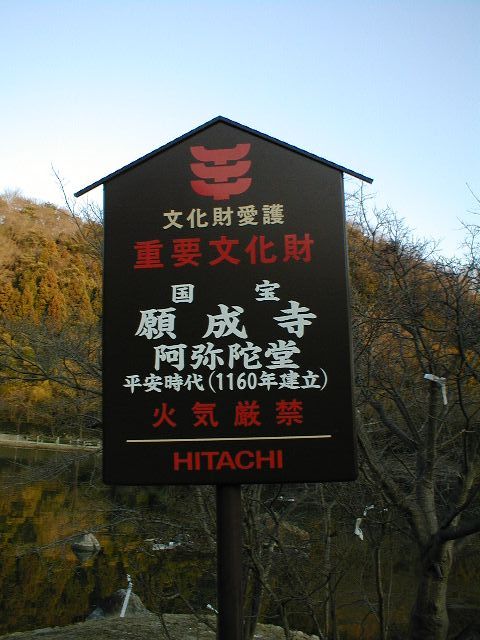 文化財愛護
重要文化財
国宝
願成寺
阿弥陀堂
平安時代(1160年建立)
火気厳禁
HITACHI